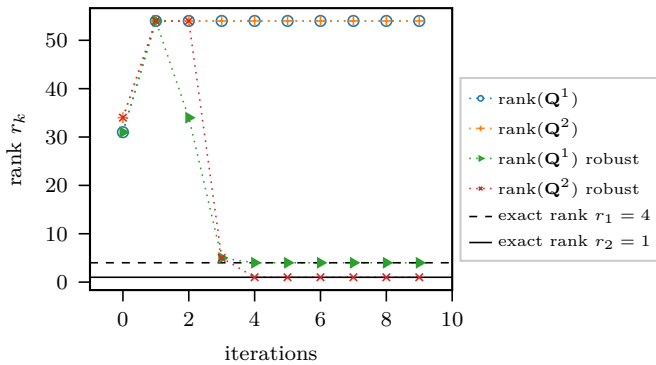 50
40
30
20
10
0
rank r_k
0 2 4 6 8 10
iterations
rank(Q^1)
rank(Q^2)
rank(Q^1) robust
rank(Q^2) robust
exact rank r_1 = 4
exact rank r_2 = 1